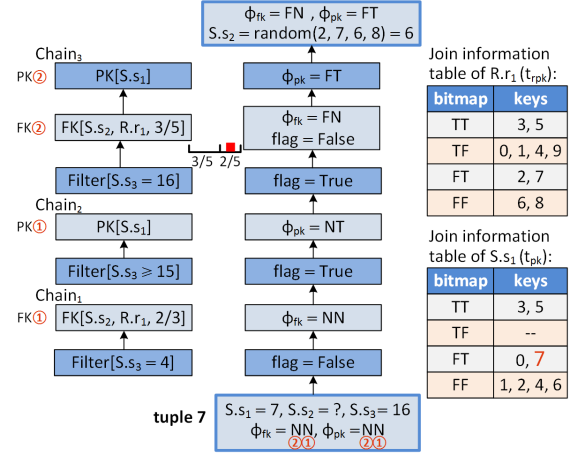 ϕfk = FN , ϕpk = FT
S.s2 = random(2, 7, 6, 8) = 6
Chain3
PK② PK[S.s1]
ϕpk = FT
FK② FK[S.s2, R.r1, 3/5]
ϕfk = FN
flag = False
3/5 2/5
Filter[S.s3 = 16]
flag = True
Chain2
PK① PK[S.s1]
ϕpk = NT
Filter[S.s3 ⩾ 15]
flag = True
Chain1
FK① FK[S.s2, R.r1, 2/3]
ϕfk = NN
Filter[S.s3 = 4]
flag = False
tuple 7
S.s1 = 7, S.s2 = ?, S.s3= 16
ϕfk = NN, ϕpk =NN
②① ②①
Join information
table of R.r1 (trpk):
bitmap keys
TT 3, 5
TF 0, 1, 4, 9
FT 2, 7
FF 6, 8
Join information
table of S.s1 (tpk):
bitmap keys
TT 3, 5
TF --
FT 0, 7
FF 1, 2, 4, 6